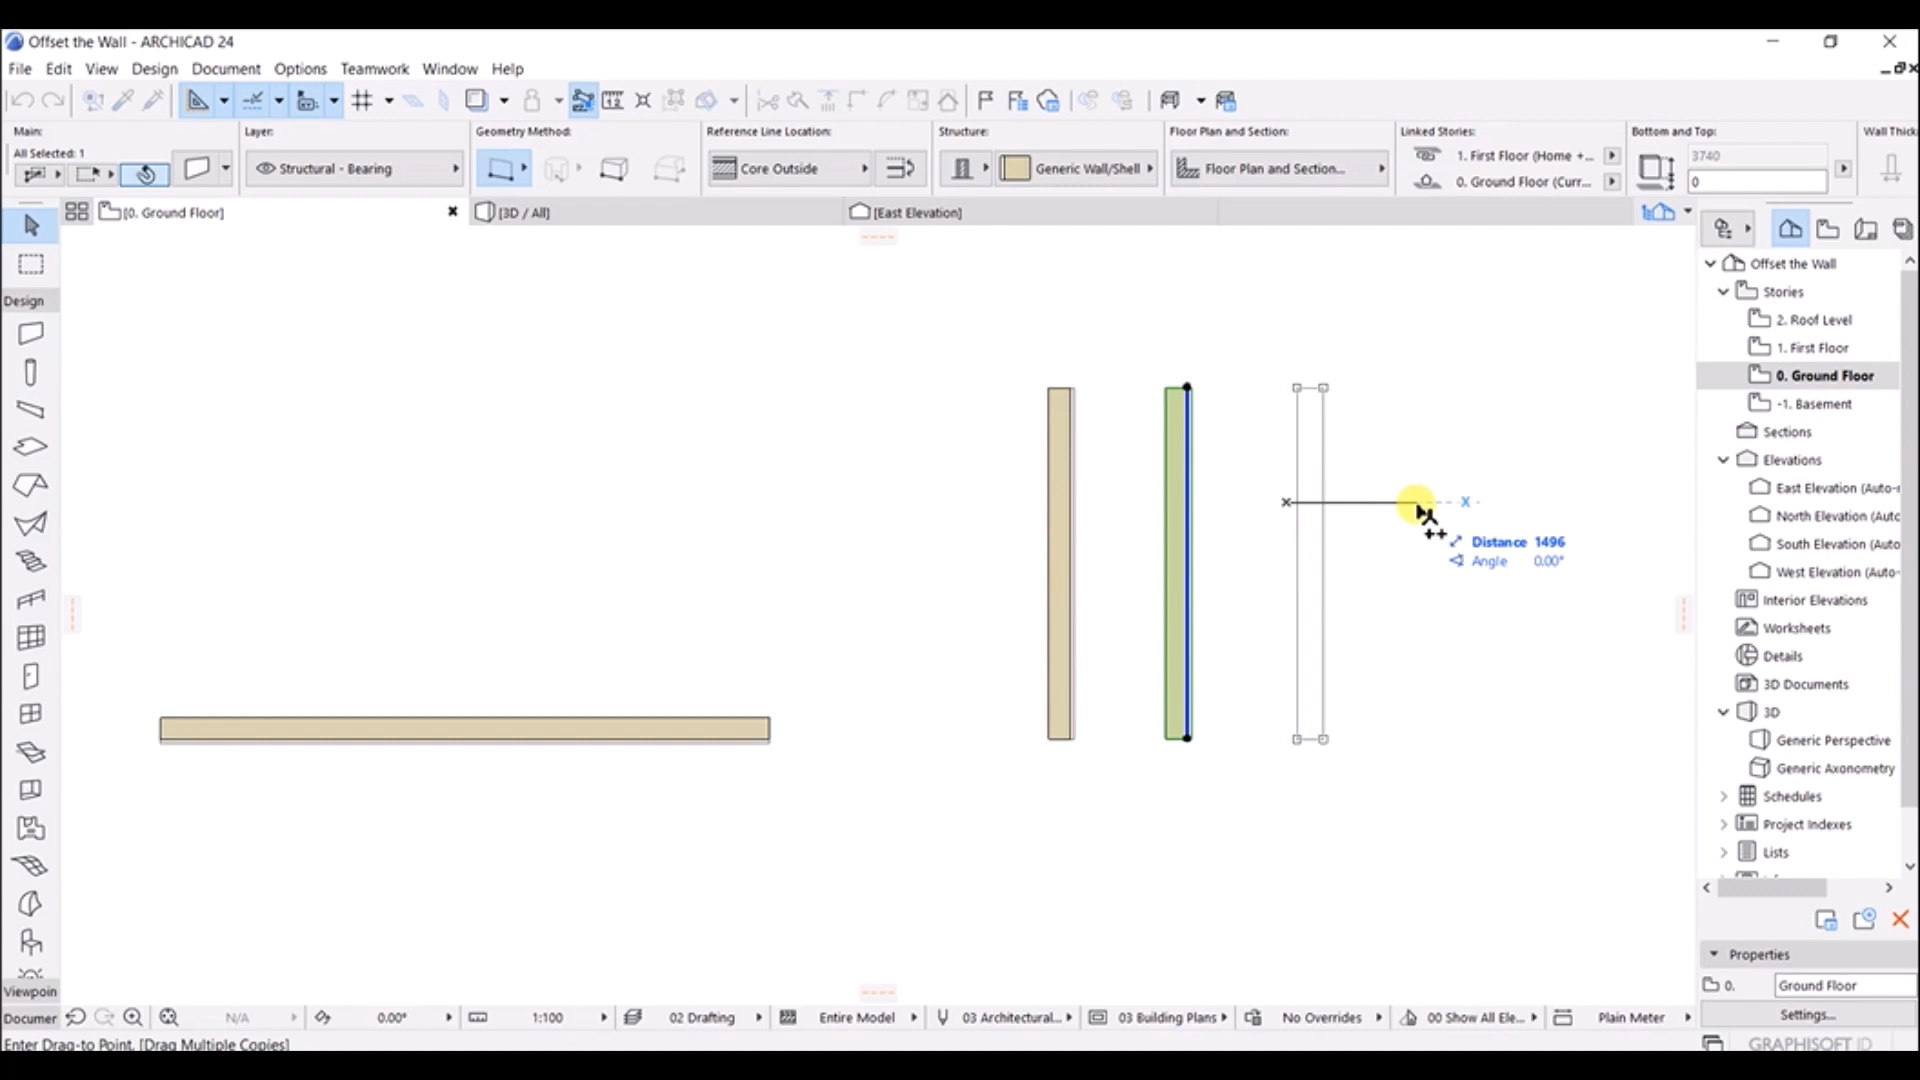 Offset the Wall - ARCHICAD 24
File Edit View Design Document Options Teamwork Window Help
Main: Layer: Geometry Method: Reference Line Location: Structure: Floor Plan and Section: Linked Stories: Bottom and Top: Wall Thick
All Selected: 1
Structural - Bearing
Core Outside
Generic Wall/Shell
Floor Plan and Section...
1. First Floor (Home +...
0. Ground Floor (Curr...
3740
0
[0. Ground Floor]
[3D / All]
[East Elevation]
Design
Offset the Wall
Stories
2. Roof Level
1. First Floor
0. Ground Floor
-1. Basement
Sections
Elevations
East Elevation (Auto-r
North Elevation (Auto
South Elevation (Auto
West Elevation (Auto-
Interior Elevations
Worksheets
Details
3D Documents
3D
Generic Perspective
Generic Axonometry
Schedules
Project Indexes
Lists
X
Distance 1496
Angle 0.00°
Properties
0. Ground Floor
Settings...
GRAPHISOFT ID
Viewpoin
Documer
N/A 0.00° 1:100 02 Drafting Entire Model 03 Architectural... 03 Building Plans No Overrides 00 Show All Ele... Plain Meter
Enter Drag-to Point. [Drag Multiple Copies]